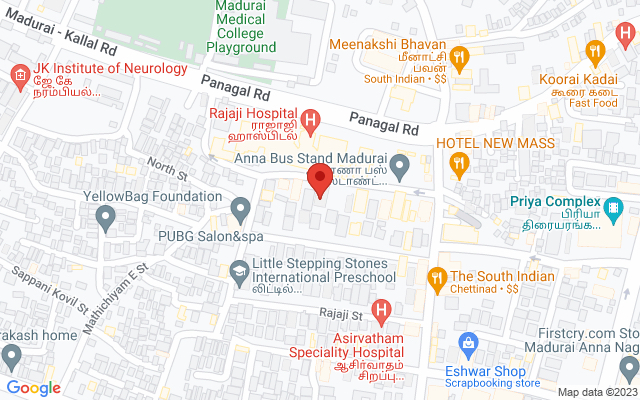 Madurai
Medical
College
Playground
Madurai - Kallal Rd
Meenakshi Bhavan
மீனாட்சி
பவன்
South Indian • $$
JK Institute of Neurology
ஜே கே
நரம்பியல்...
Panagal Rd
Koorai Kadai
கூரை கடை
Fast Food
Rajaji Hospital
ராஜாஜி
ஹாஸ்பிடல்
Panagal Rd
HOTEL NEW MASS
Anna Bus Stand Madurai
பஸ்
North St
YellowBag Foundation
Priya Complex
பிரியா
திரையரங்க...
PUBG Salon&spa
Little Stepping Stones
International Preschool
லிட்டில்...
The South Indian
Chettinad • $$
Sappani Kovil St
Mathichiyam E St
Rajaji St
rakash home
Asirvatham
Speciality Hospital
ஆசிர்வாதம்
சிறப்பு...
Firstcry.com Sto
Madurai Anna Nag
Eshwar Shop
Scrapbooking store
Google
Map data ©2023